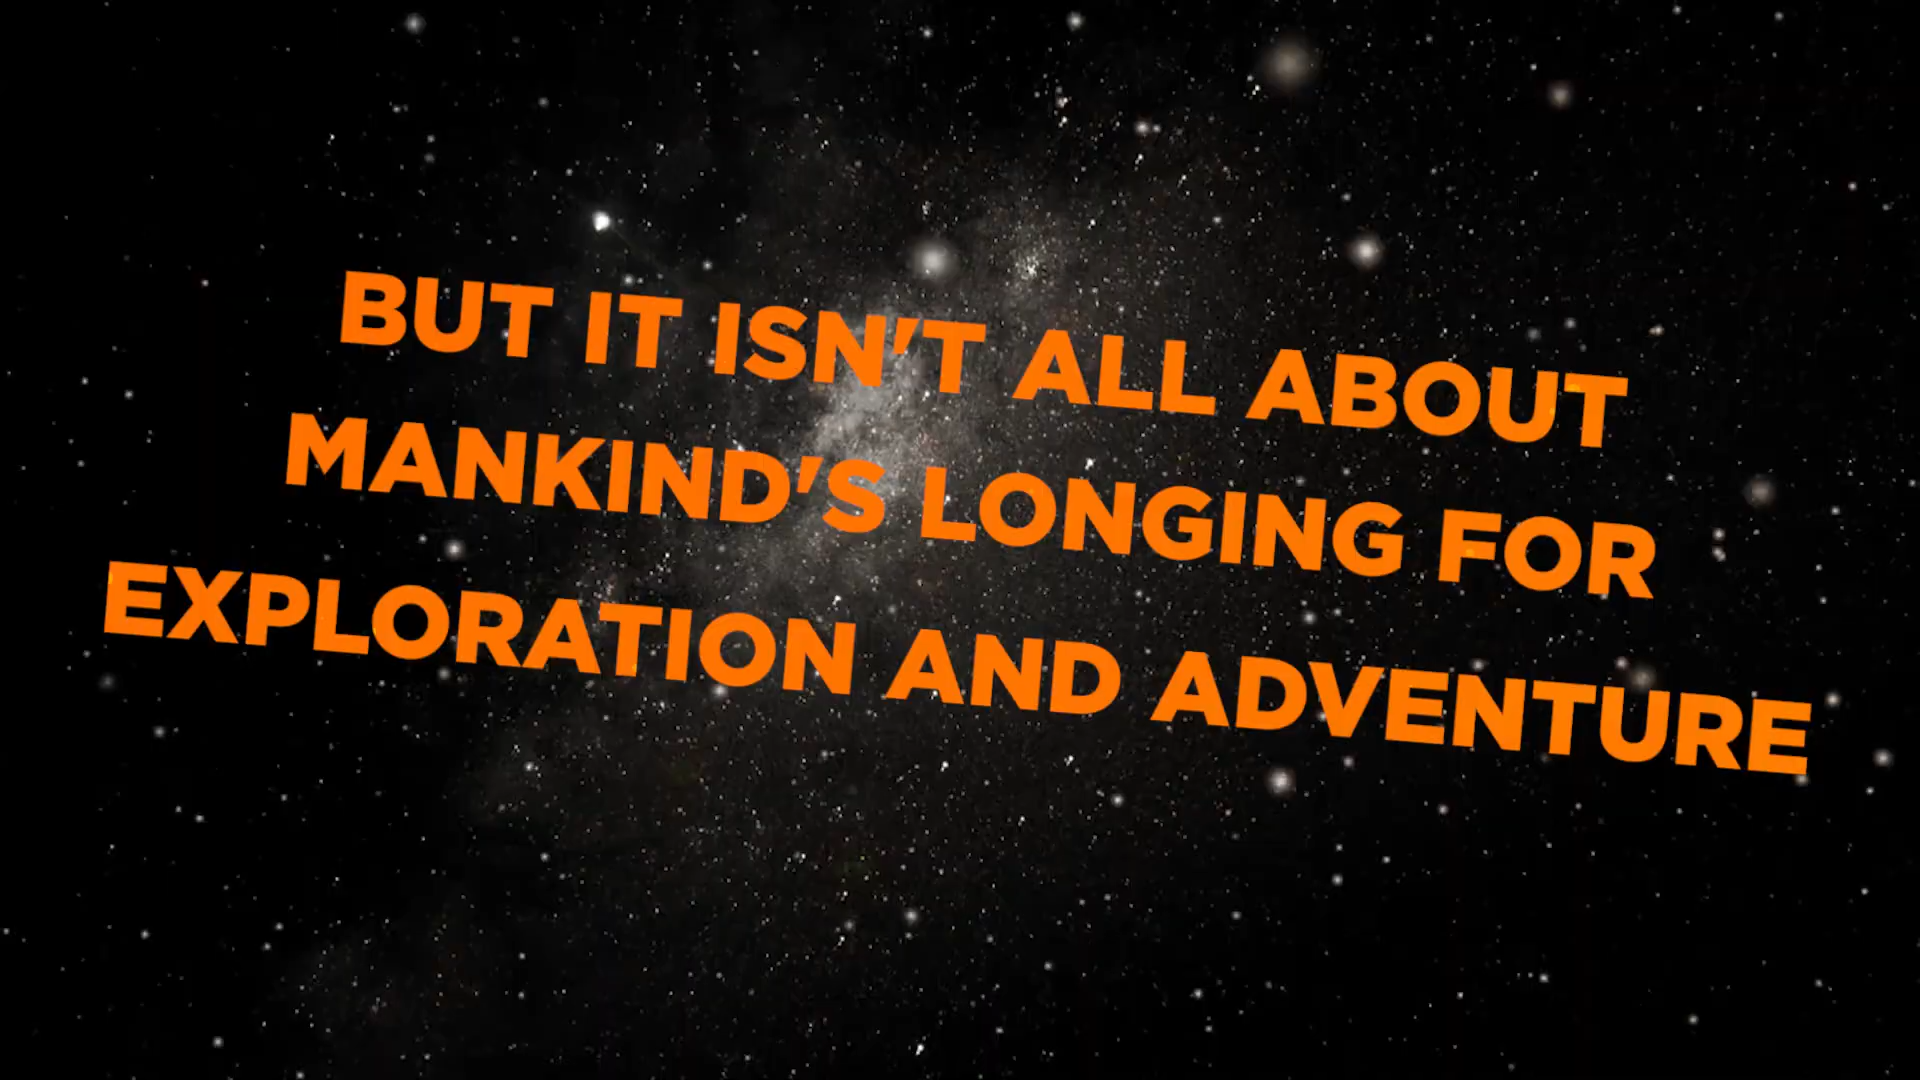 BUT IT ISN'T ALL ABOUT
MANKIND'S LONGING FOR
EXPLORATION AND ADVENTURE